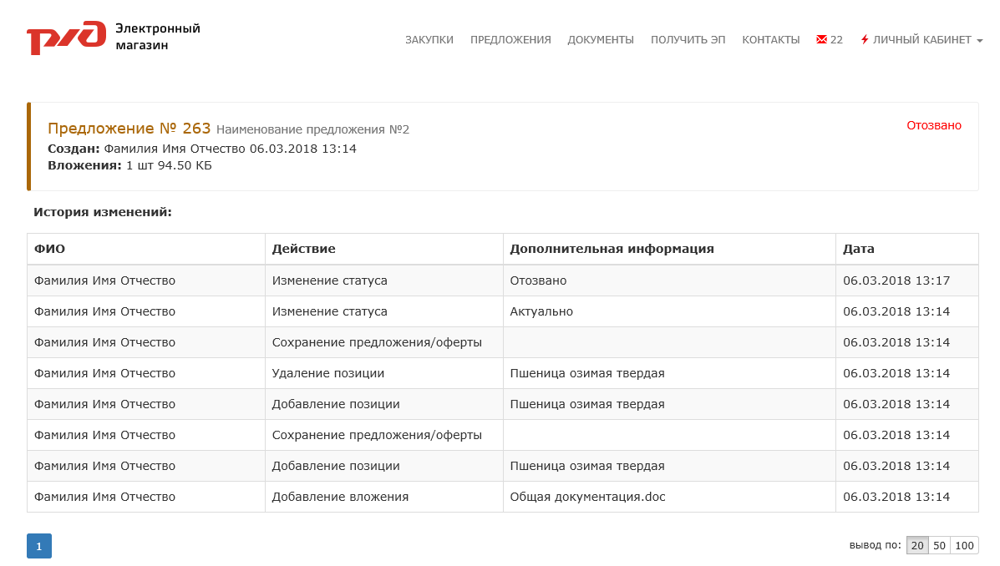 ржд Электронный
магазин
ЗАКУПКИ ПРЕДЛОЖЕНИЯ ДОКУМЕНТЫ ПОЛУЧИТЬ ЭП КОНТАКТЫ 22 ЛИЧНЫЙ КАБИНЕТ
Предложение № 263 Наименование предложения №2 Отозвано
Создан: Фамилия Имя Отчество 06.03.2018 13:14
Вложения: 1 шт 94.50 КБ
История изменений:
ФИО Действие Дополнительная информация Дата
Фамилия Имя Отчество Изменение статуса Отозвано 06.03.2018 13:17
Фамилия Имя Отчество Изменение статуса Актуально 06.03.2018 13:14
Фамилия Имя Отчество Сохранение предложения/оферты 06.03.2018 13:14
Фамилия Имя Отчество Удаление позиции Пшеница озимая твердая 06.03.2018 13:14
Фамилия Имя Отчество Добавление позиции Пшеница озимая твердая 06.03.2018 13:14
Фамилия Имя Отчество Сохранение предложения/оферты 06.03.2018 13:14
Фамилия Имя Отчество Добавление позиции Пшеница озимая твердая 06.03.2018 13:14
Фамилия Имя Отчество Добавление вложения Общая документация.doc 06.03.2018 13:14
1 вывод по: 20 50 100